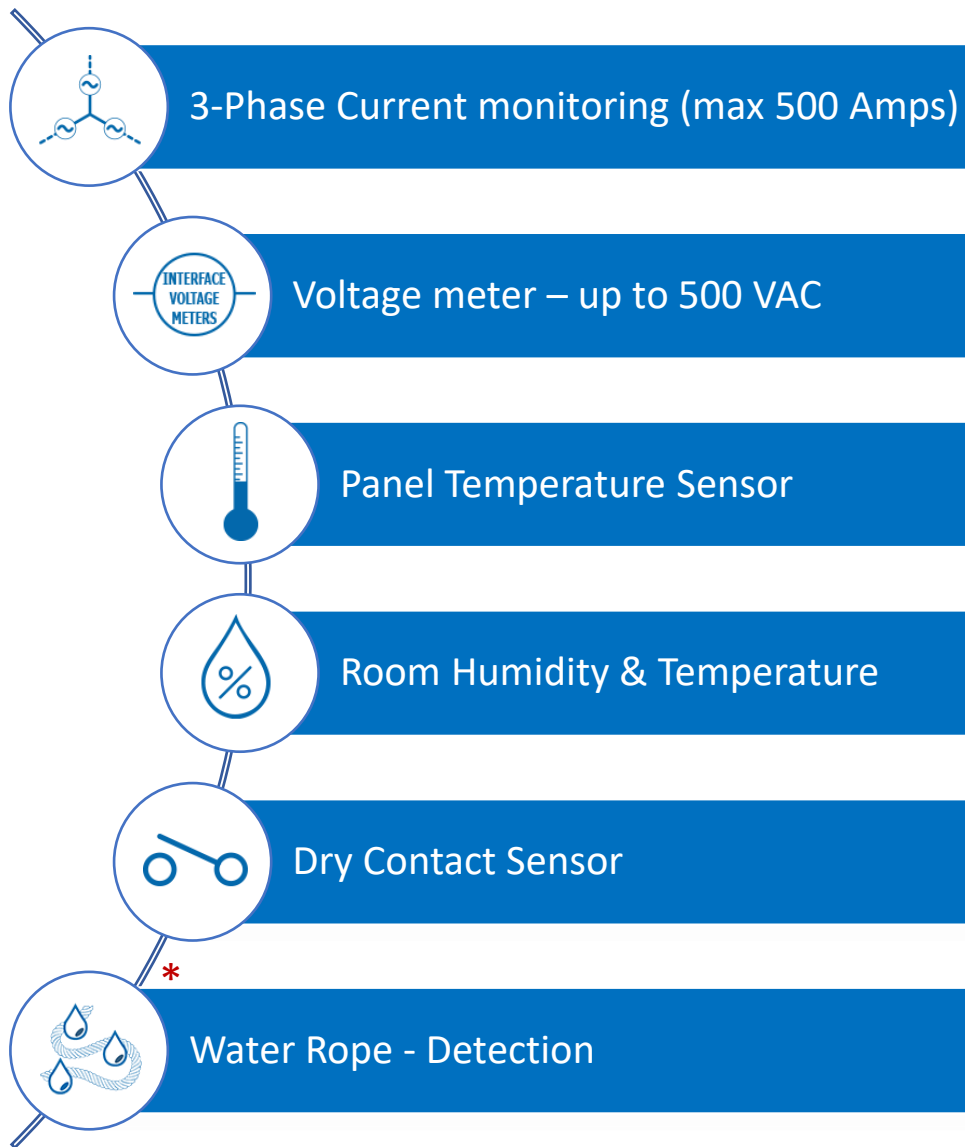 3-Phase Current monitoring (max 500 Amps)
INTERFACE
VOLTAGE
METERS
Voltage meter – up to 500 VAC
Panel Temperature Sensor
%
Room Humidity & Temperature
Dry Contact Sensor
*
Water Rope - Detection